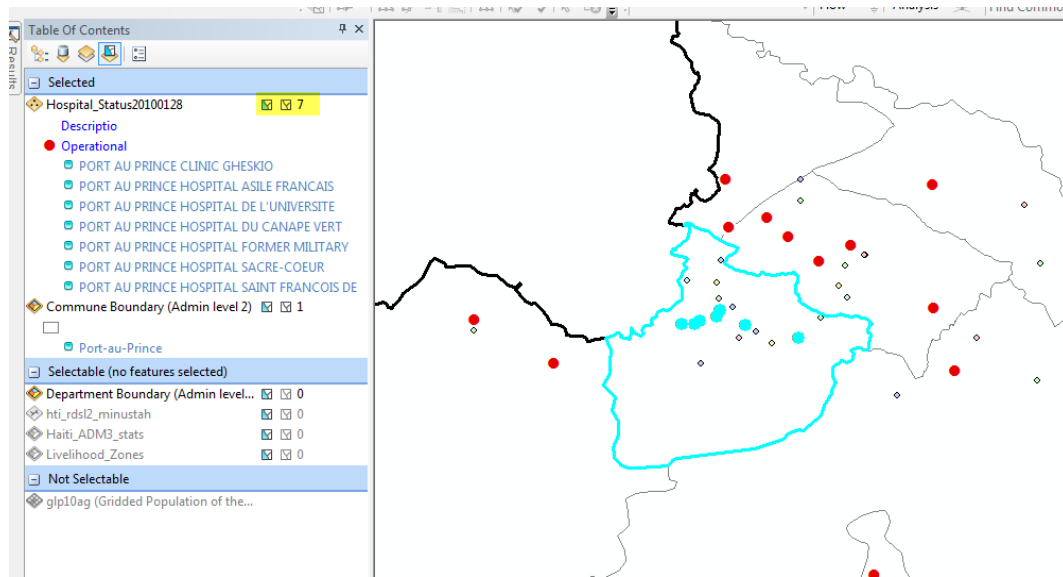 Flow
Analysis
Find Commo
Results
Table Of Contents
Selected
Hospital_Status20100128 7
Descriptio
Operational
PORT AU PRINCE CLINIC GHESKIO
PORT AU PRINCE HOSPITAL ASILE FRANCAIS
PORT AU PRINCE HOSPITAL DE L'UNIVERSITE
PORT AU PRINCE HOSPITAL DU CANAPE VERT
PORT AU PRINCE HOSPITAL FORMER MILITARY
PORT AU PRINCE HOSPITAL SACRE-COEUR
PORT AU PRINCE HOSPITAL SAINT FRANCOIS DE
Commune Boundary (Admin level 2) 1
Port-au-Prince
Selectable (no features selected)
Department Boundary (Admin level... 0
hti_rdsl2_minustah 0
Haiti_ADM3_stats 0
Livelihood_Zones 0
Not Selectable
glp10ag (Gridded Population of the...